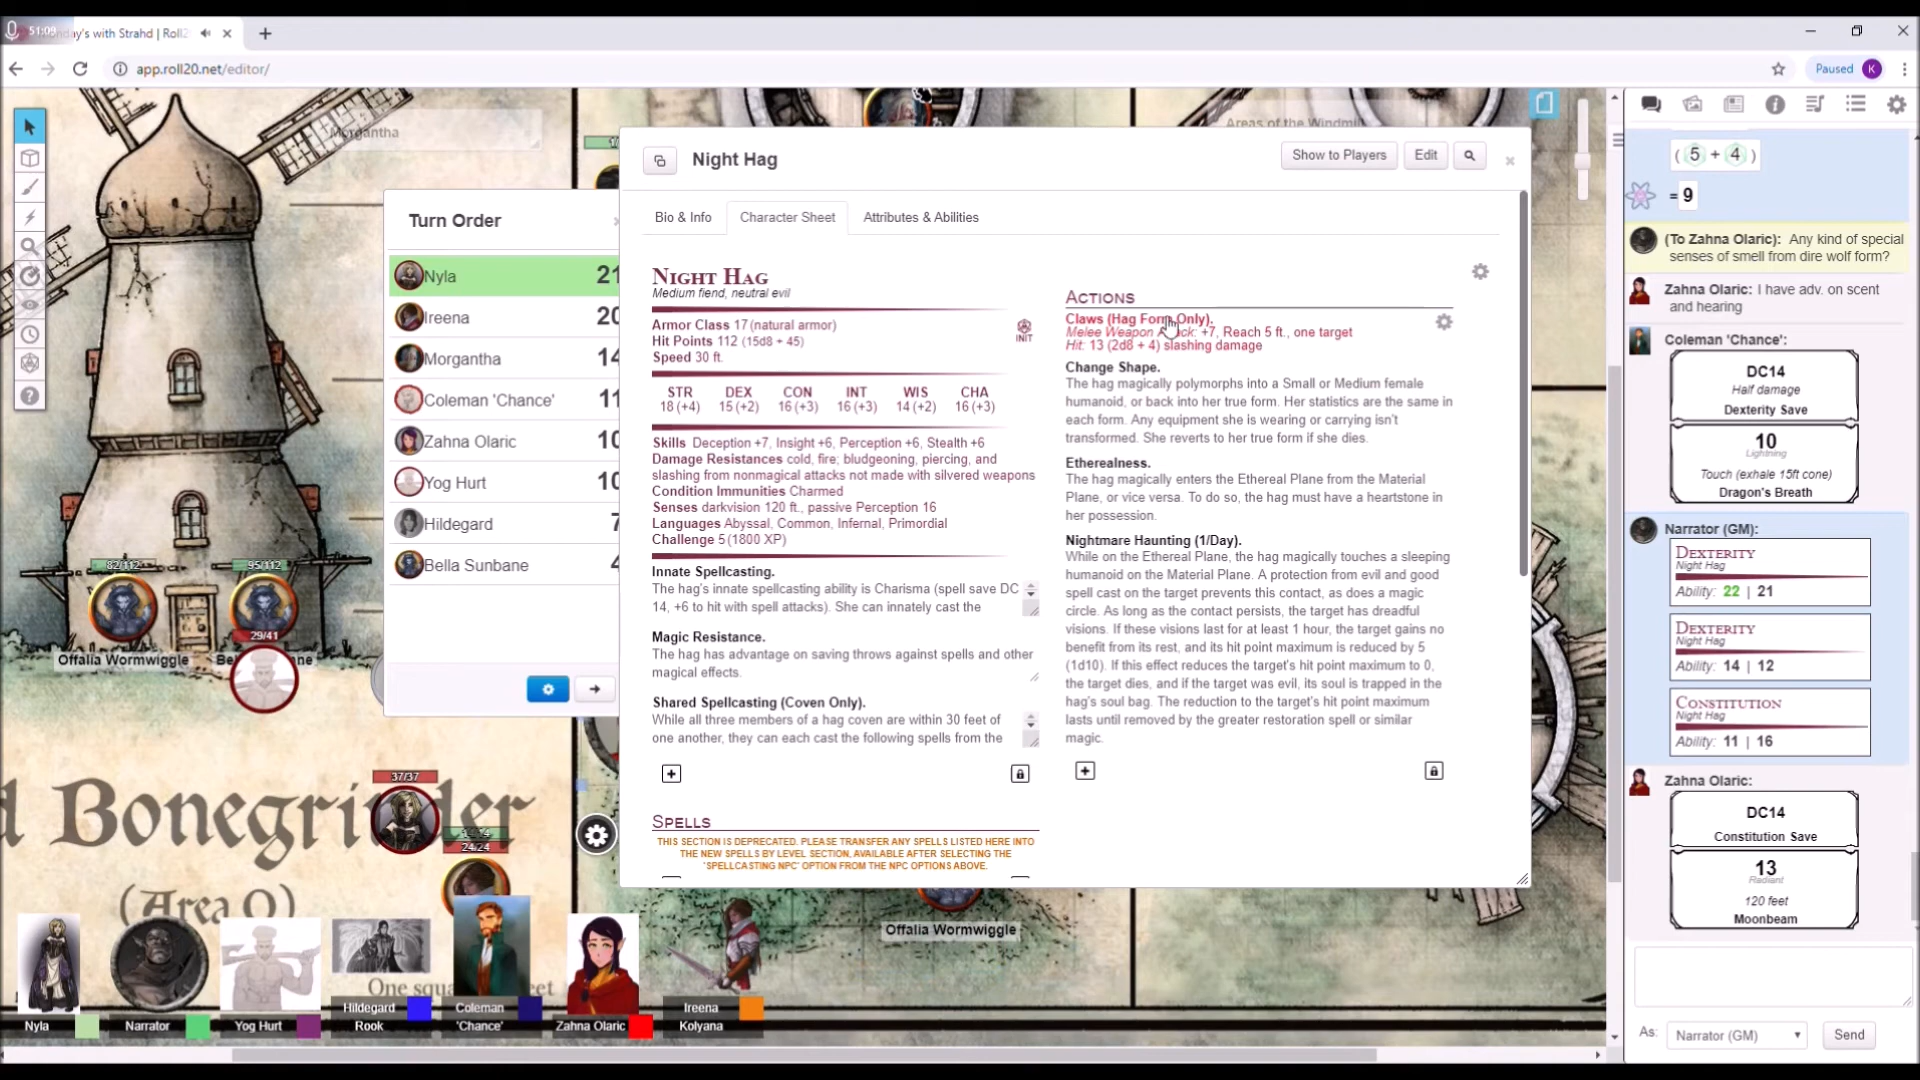 51:09
nday's with Strahd | Roll2
app.roll20.net/editor/
Paused
K
Morgantha
Areas of the Windmill
Turn Order
Nyla 21
Ireena 20
Morgantha 14
Coleman 'Chance' 11
Zahna Olaric 10
Yog Hurt 10
Hildegard 7
Bella Sunbane 4
Night Hag
Show to Players
Edit
Bio & Info
Character Sheet
Attributes & Abilities
NIGHT HAG
Medium fiend, neutral evil
Armor Class 17 (natural armor)
Hit Points 112 (15d8 + 45)
Speed 30 ft.
INIT
STR DEX CON INT WIS CHA
18 (+4) 15 (+2) 16 (+3) 16 (+3) 14 (+2) 16 (+3)
Skills Deception +7, Insight +6, Perception +6, Stealth +6
Damage Resistances cold, fire; bludgeoning, piercing, and
slashing from nonmagical attacks not made with silvered weapons
Condition Immunities Charmed
Senses darkvision 120 ft., passive Perception 16
Languages Abyssal, Common, Infernal, Primordial
Challenge 5 (1800 XP)
Innate Spellcasting.
The hag's innate spellcasting ability is Charisma (spell save DC
14, +6 to hit with spell attacks). She can innately cast the
Magic Resistance.
The hag has advantage on saving throws against spells and other
magical effects.
Shared Spellcasting (Coven Only).
While all three members of a hag coven are within 30 feet of
one another, they can each cast the following spells from the
SPELLS
THIS SECTION IS DEPRECATED. PLEASE TRANSFER ANY SPELLS LISTED HERE INTO
THE NEW SPELLS BY LEVEL SECTION, AVAILABLE AFTER SELECTING THE
'SPELLCASTING NPC' OPTION FROM THE NPC OPTIONS ABOVE.
ACTIONS
Claws (Hag Form Only).
Melee Weapon Attack: +7, Reach 5 ft., one target
Hit: 13 (2d8 + 4) slashing damage
Change Shape.
The hag magically polymorphs into a Small or Medium female
humanoid, or back into her true form. Her statistics are the same in
each form. Any equipment she is wearing or carrying isn't
transformed. She reverts to her true form if she dies.
Etherealness.
The hag magically enters the Ethereal Plane from the Material
Plane, or vice versa. To do so, the hag must have a heartstone in
her possession.
Nightmare Haunting (1/Day).
While on the Ethereal Plane, the hag magically touches a sleeping
humanoid on the Material Plane. A protection from evil and good
spell cast on the target prevents this contact, as does a magic
circle. As long as the contact persists, the target has dreadful
visions. If these visions last for at least 1 hour, the target gains no
benefit from its rest, and its hit point maximum is reduced by 5
(1d10). If this effect reduces the target's hit point maximum to 0,
the target dies, and if the target was evil, its soul is trapped in the
hag's soul bag. The reduction to the target's hit point maximum
lasts until removed by the greater restoration spell or similar
magic.
82/112
95/112
29/41
Offalia Wormwiggle
Be
ne
37/37
24/24
d Bonegrinder
(Area O)
One squa
eet
Offalia Wormwiggle
Nyla
Narrator
Yog Hurt
Hildegard
Rook
Coleman
'Chance'
Zahna Olaric
Ireena
Kolyana
( 5 + 4 )
= 9
(To Zahna Olaric): Any kind of special
senses of smell from dire wolf form?
Zahna Olaric: I have adv. on scent
and hearing
Coleman 'Chance':
DC14
Half damage
Dexterity Save
10
Lightning
Touch (exhale 15ft cone)
Dragon's Breath
Narrator (GM):
DEXTERITY
Night Hag
Ability: 22 | 21
DEXTERITY
Night Hag
Ability: 14 | 12
CONSTITUTION
Night Hag
Ability: 11 | 16
Zahna Olaric:
DC14
Constitution Save
13
Radiant
120 feet
Moonbeam
As: Narrator (GM)
Send